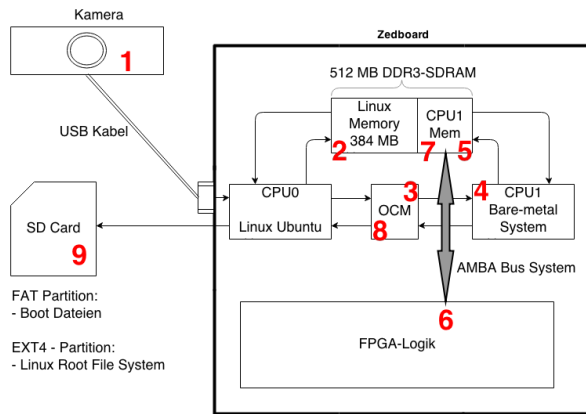 Kamera
1
Zedboard
512 MB DDR3-SDRAM
Linux
Memory
384 MB
2
CPU1
Mem
7
5
USB Kabel
CPU0
Linux Ubuntu
3
OCM
8
4
CPU1
Bare-metal
System
SD Card
9
AMBA Bus System
6
FPGA-Logik
FAT Partition:
- Boot Dateien
EXT4 - Partition:
- Linux Root File System